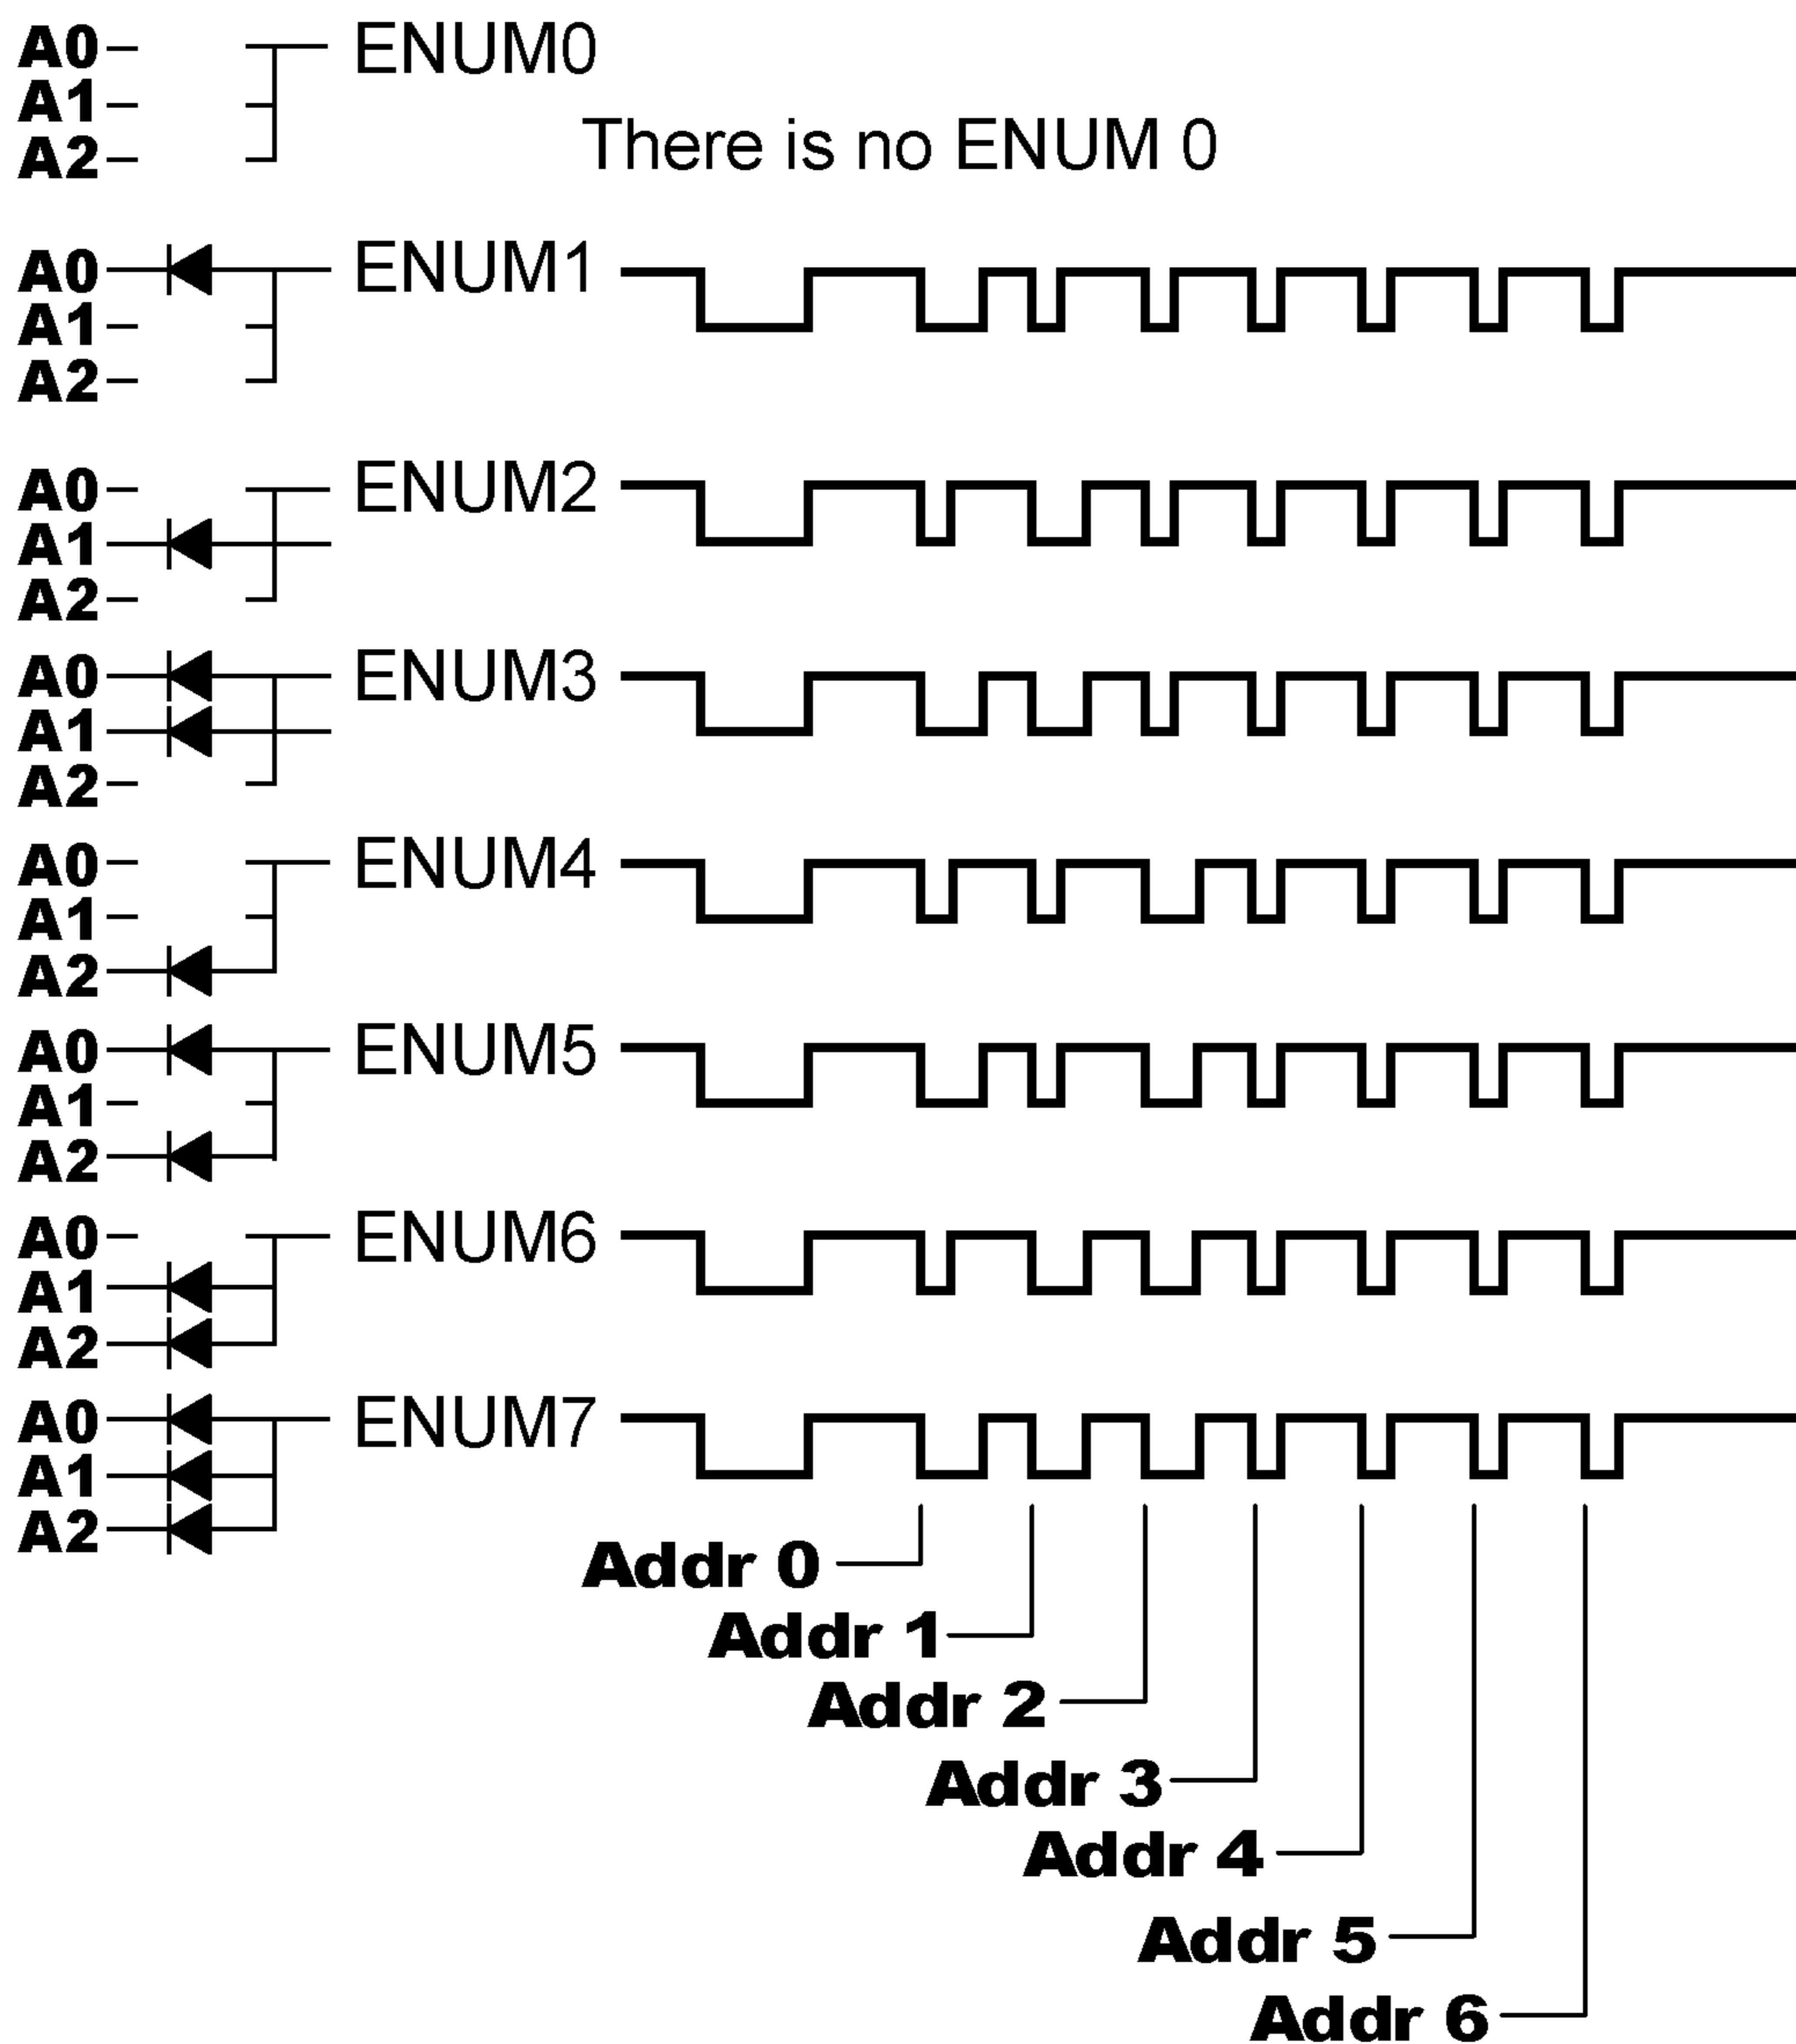 A0 ENUM0
A1
There is no ENUM 0
A2
A0 ENUM1
A1
A2
A0 ENUM2
A1
A2
A0 ENUM3
A1
A2
A0 ENUM4
A1
A2
A0 ENUM5
A1
A2
A0 ENUM6
A1
A2
A0 ENUM7
A1
A2
Addr 0
Addr 1
Addr 2
Addr 3
Addr 4
Addr 5
Addr 6